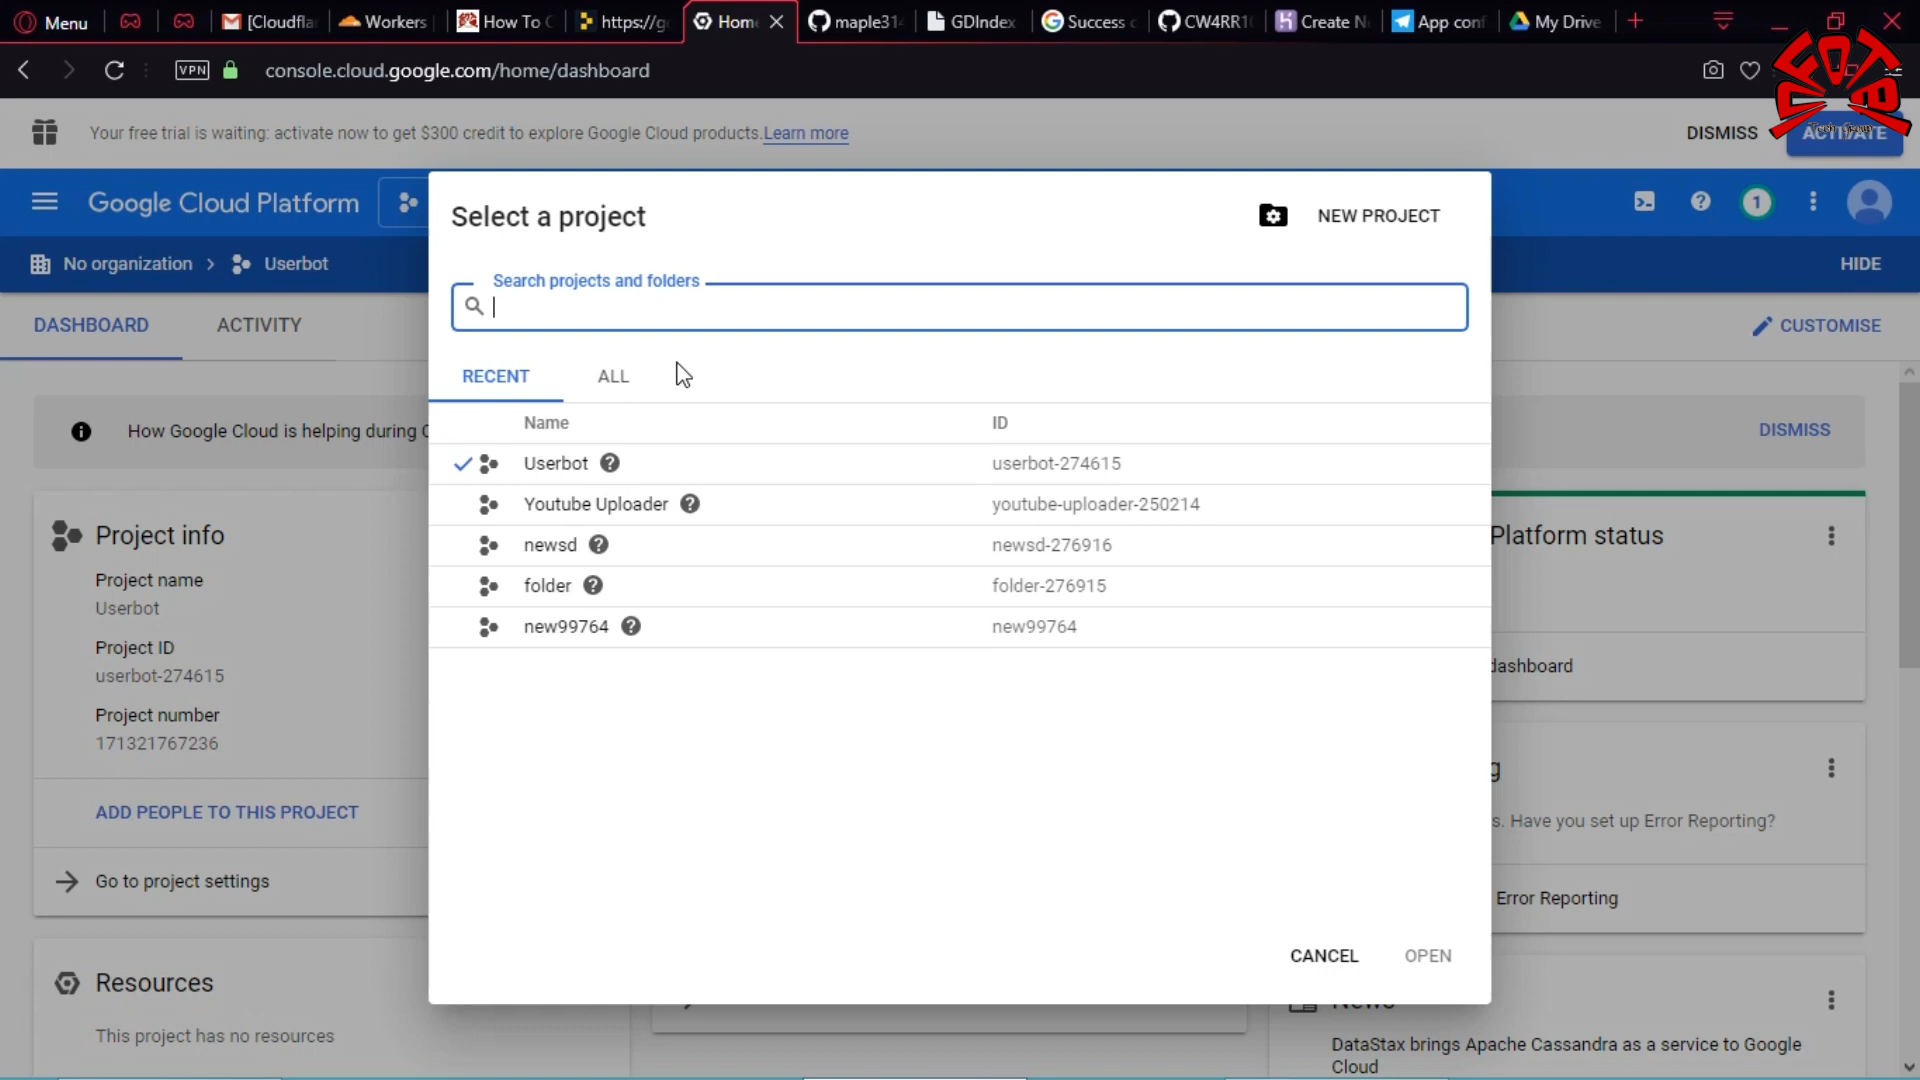 Menu
[Cloudfla
Workers
How To C
https://g
Home
maple314
GDIndex
Success
CW4RR1
Create N
App con
My Drive
VPN
console.cloud.google.com/home/dashboard
Your free trial is waiting: activate now to get $300 credit to explore Google Cloud products. Learn more
DISMISS
ACTIVATE
Tech Group
Google Cloud Platform
1
No organization > Userbot
HIDE
DASHBOARD
ACTIVITY
CUSTOMISE
Select a project
NEW PROJECT
Search projects and folders
RECENT
ALL
Name
ID
Userbot
userbot-274615
Youtube Uploader
youtube-uploader-250214
newsd
newsd-276916
folder
folder-276915
new99764
new99764
CANCEL
OPEN
How Google Cloud is helping during
DISMISS
Project info
Project name
Userbot
Project ID
userbot-274615
Project number
171321767236
ADD PEOPLE TO THIS PROJECT
Go to project settings
Resources
This project has no resources
Platform status
dashboard
s. Have you set up Error Reporting?
Error Reporting
News
DataStax brings Apache Cassandra as a service to Google
Cloud